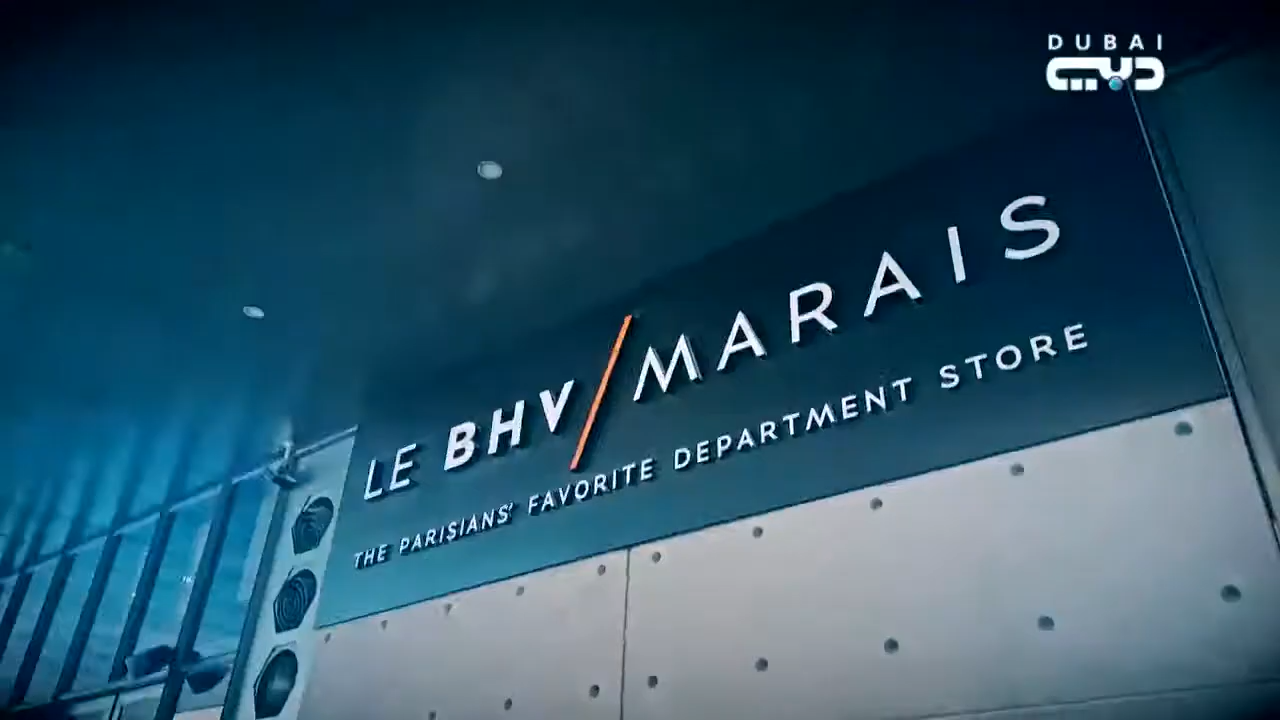 DUBAI
دبي
LE BHV/MARAIS
THE PARISIANS' FAVORITE DEPARTMENT STORE